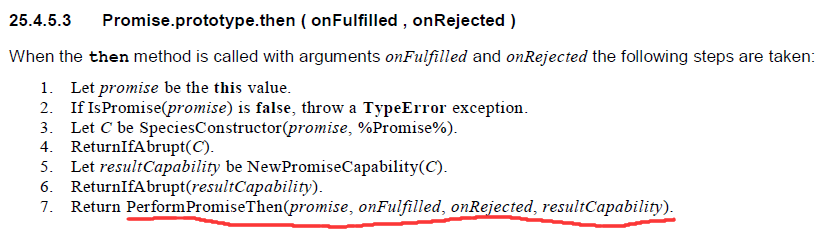 25.4.5.3 Promise.prototype.then ( onFulfilled , onRejected )
When the then method is called with arguments onFulfilled and onRejected the following steps are taken:
1. Let promise be the this value.
2. If IsPromise(promise) is false, throw a TypeError exception.
3. Let C be SpeciesConstructor(promise, %Promise%).
4. ReturnIfAbrupt(C).
5. Let resultCapability be NewPromiseCapability(C).
6. ReturnIfAbrupt(resultCapability).
7. Return PerformPromiseThen(promise, onFulfilled, onRejected, resultCapability).